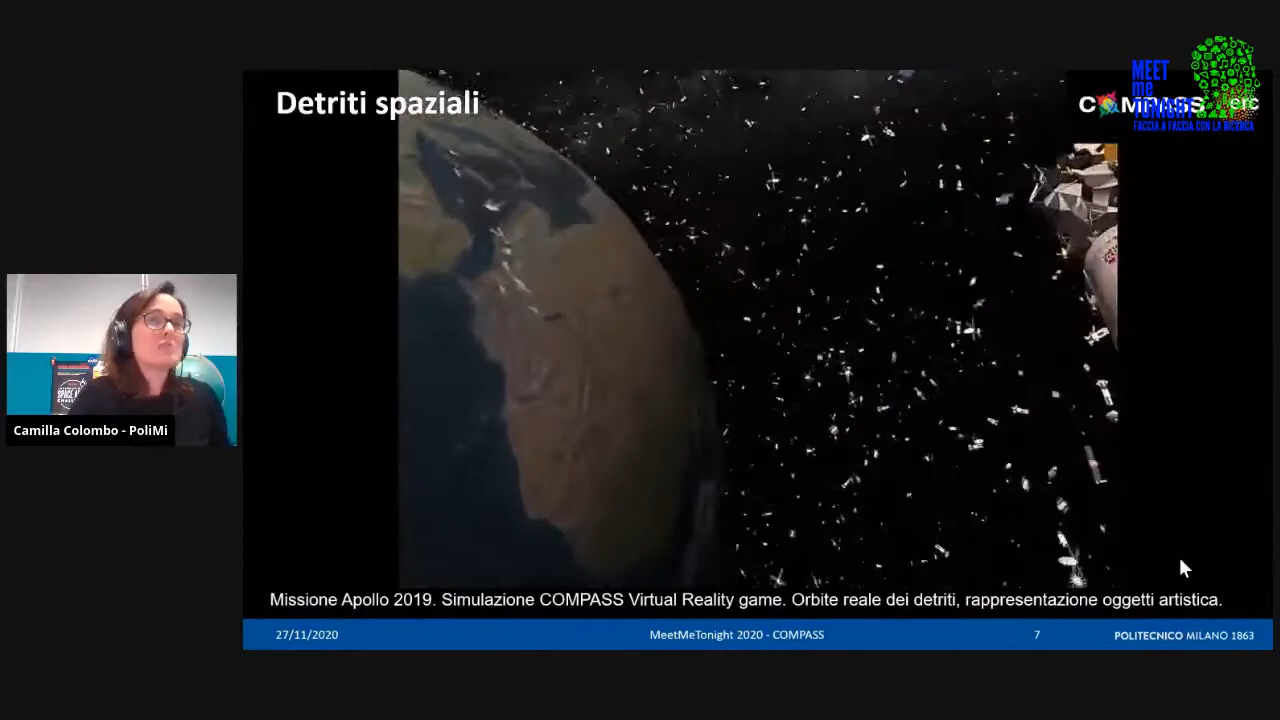 Detriti spaziali
MEET
me
TONIGHT
FACCIA A FACCIA CON LA RICERCA
COMPASS
erc
Camilla Colombo - PoliMi
Missione Apollo 2019. Simulazione COMPASS Virtual Reality game. Orbite reale dei detriti, rappresentazione oggetti artistica.
27/11/2020
MeetMeTonight 2020 - COMPASS
7
POLITECNICO MILANO 1863